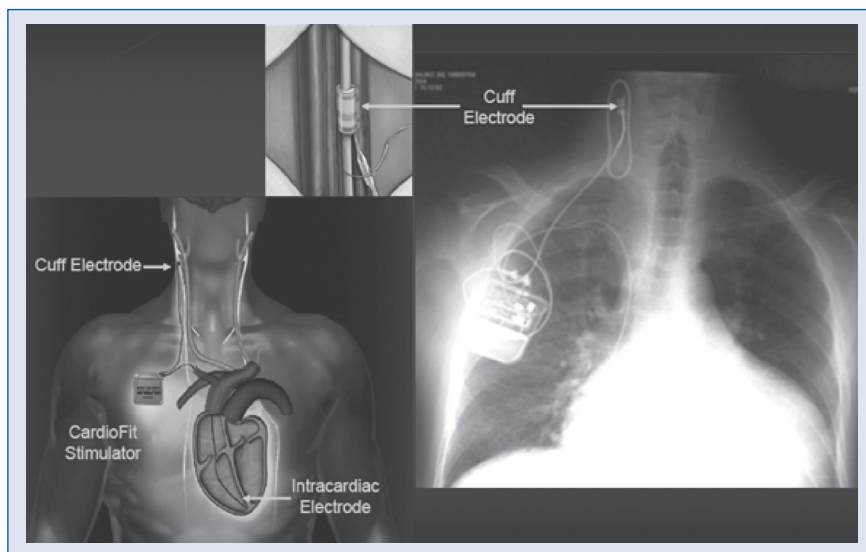 Cuff
Electrode
Cuff Electrode
CardioFit
Stimulator
Intracardiac
Electrode